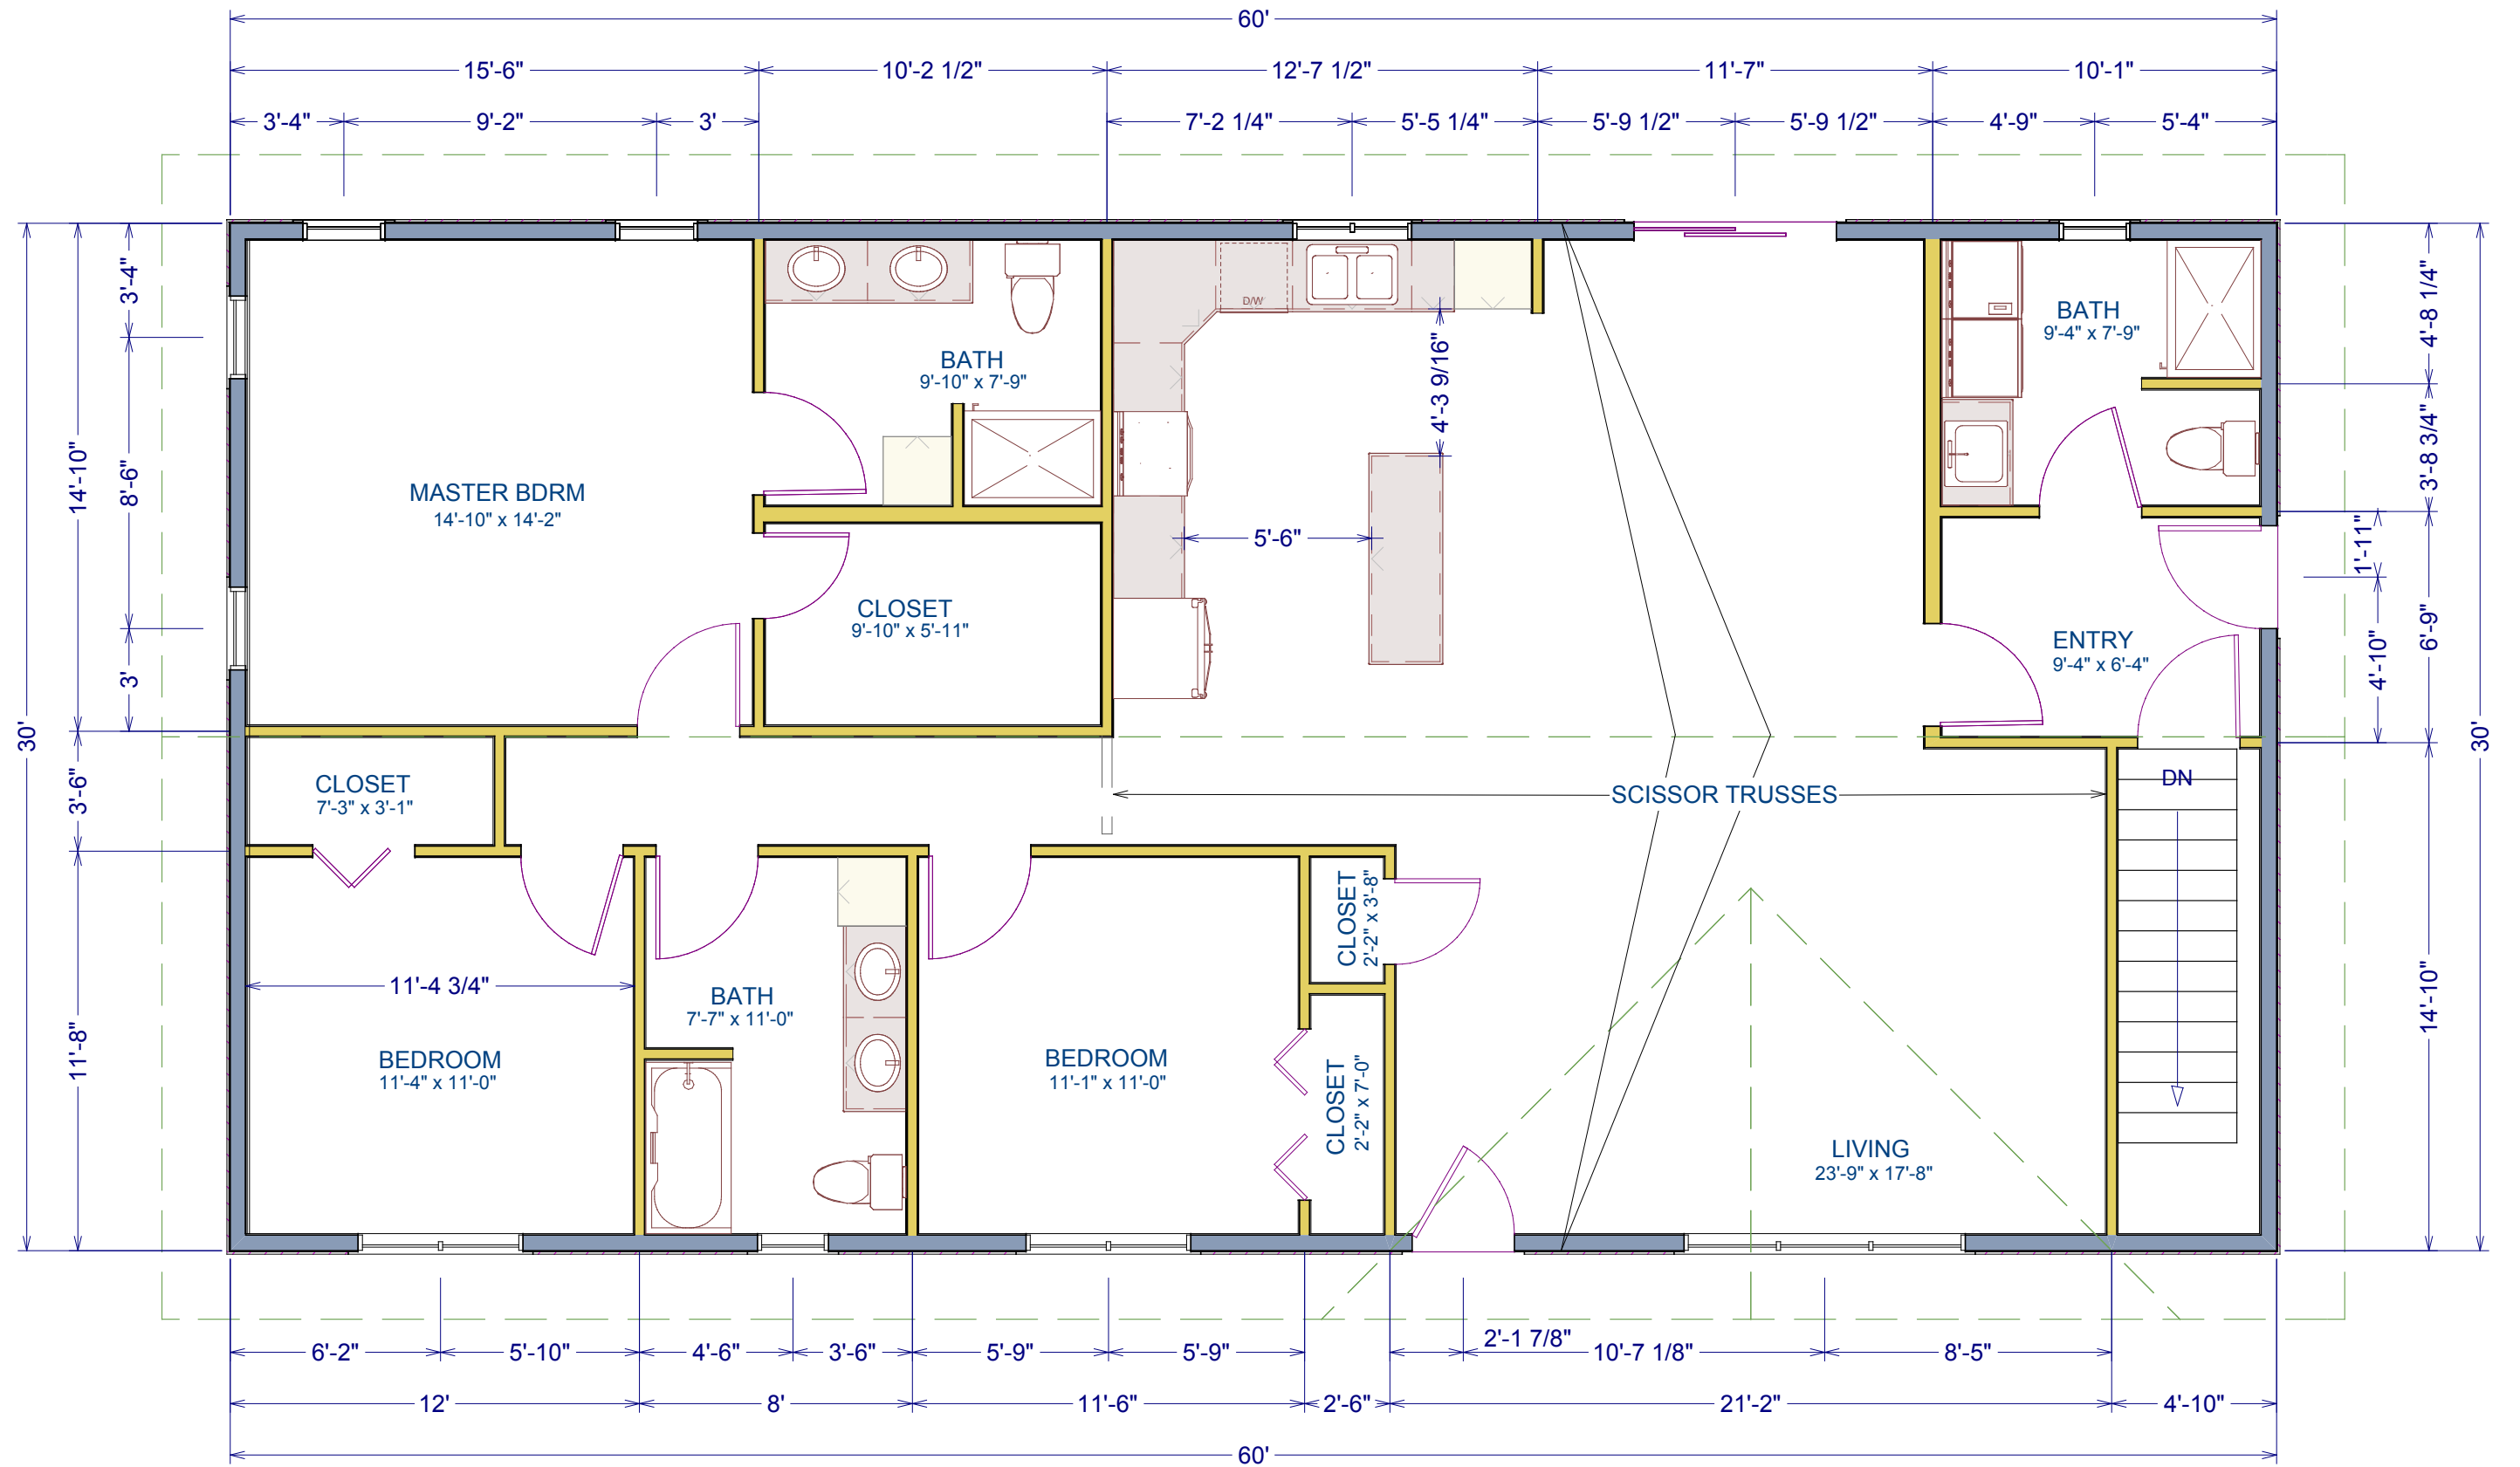 60'
15'-6"
10'-2 1/2"
12'-7 1/2"
11'-7"
10'-1"
3'-4"
9'-2"
3'
7'-2 1/4"
5'-5 1/4"
5'-9 1/2"
5'-9 1/2"
4'-9"
5'-4"
30'
14'-10"
3'-6"
11'-8"
3'-4"
8'-6"
3'
MASTER BDRM
14'-10" x 14'-2"
BATH
9'-10" x 7'-9"
CLOSET
9'-10" x 5'-11"
D/W
4'-3 9/16"
5'-6"
BATH
9'-4" x 7'-9"
ENTRY
9'-4" x 6'-4"
4'-8 1/4"
3'-8 3/4"
1'-11"
6'-9"
4'-10"
14'-10"
30'
CLOSET
7'-3" x 3'-1"
SCISSOR TRUSSES
DN
11'-4 3/4"
BEDROOM
11'-4" x 11'-0"
BATH
7'-7" x 11'-0"
BEDROOM
11'-1" x 11'-0"
CLOSET
2'-2" x 3'-8"
CLOSET
2'-2" x 7'-0"
LIVING
23'-9" x 17'-8"
6'-2"
5'-10"
4'-6"
3'-6"
5'-9"
5'-9"
2'-1 7/8"
10'-7 1/8"
8'-5"
12'
8'
11'-6"
2'-6"
21'-2"
4'-10"
60'